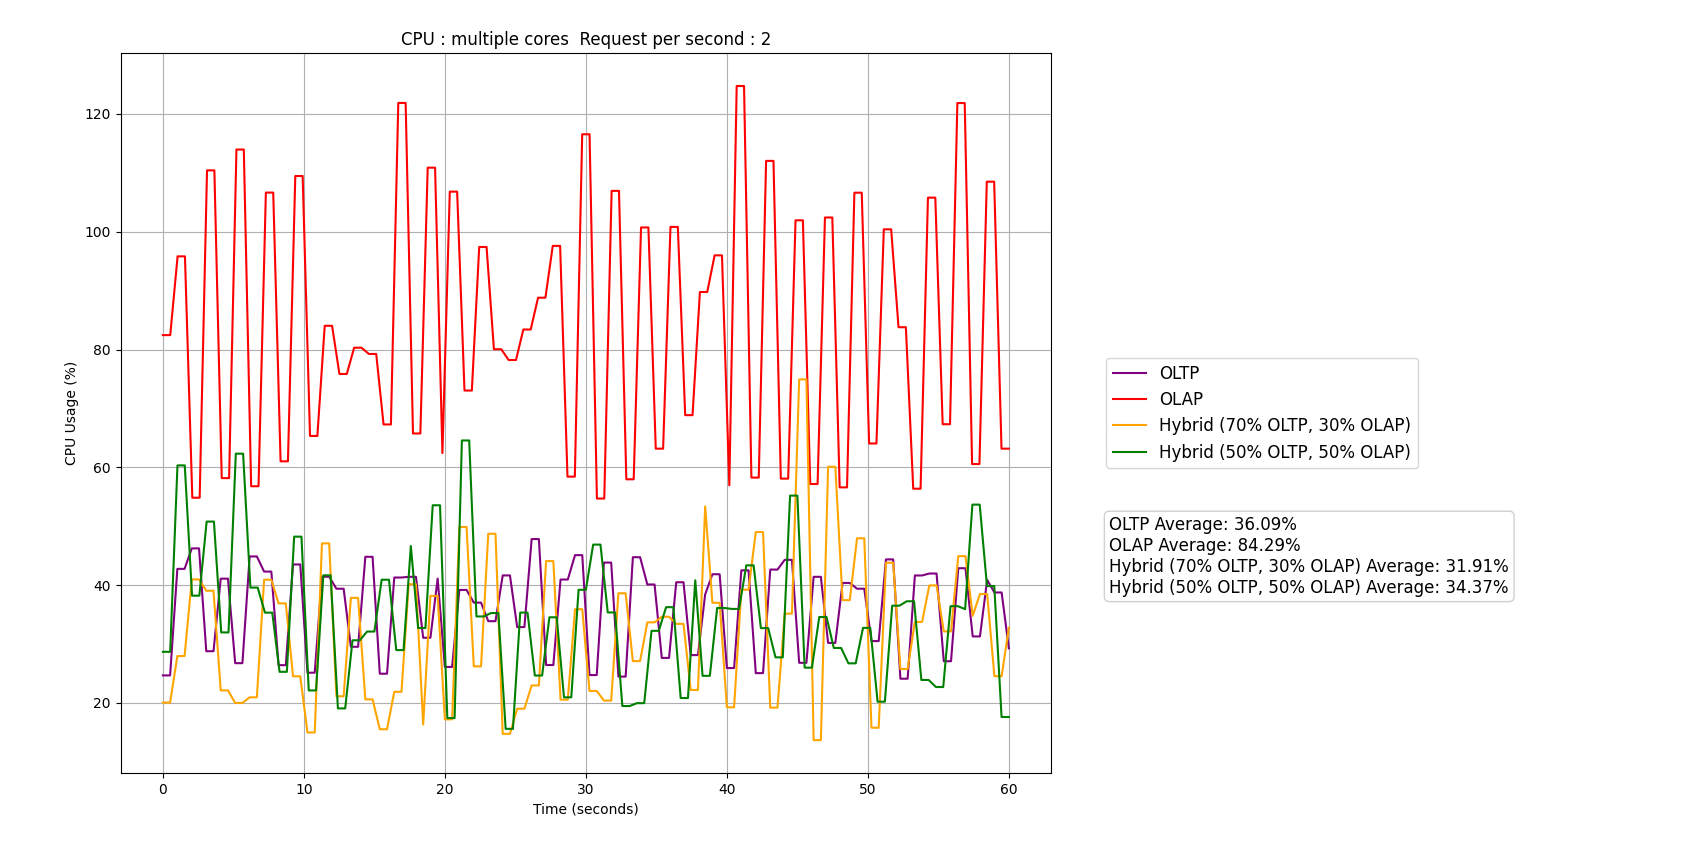 CPU : multiple cores  Request per second : 2
CPU Usage (%)
120
100
80
60
40
20
0
10
20
30
40
50
60
Time (seconds)
OLTP
OLAP
Hybrid (70% OLTP, 30% OLAP)
Hybrid (50% OLTP, 50% OLAP)
OLTP Average: 36.09%
OLAP Average: 84.29%
Hybrid (70% OLTP, 30% OLAP) Average: 31.91%
Hybrid (50% OLTP, 50% OLAP) Average: 34.37%